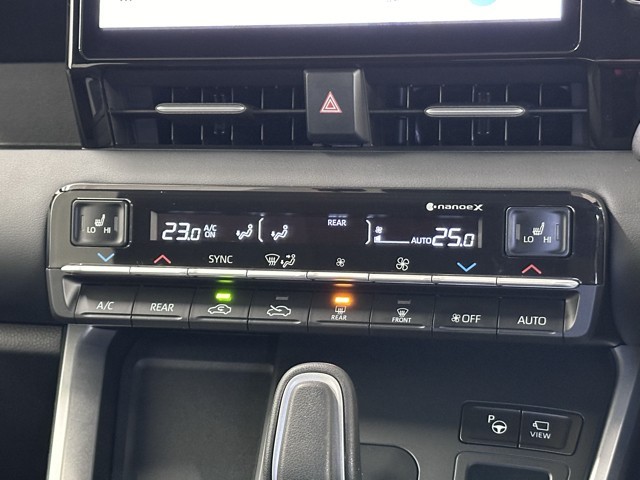 nanoeX
LO HI
23.0 A/C ON
REAR
AUTO 25.0
LO HI
SYNC
A/C
REAR
REAR
FRONT
OFF
AUTO
P
VIEW